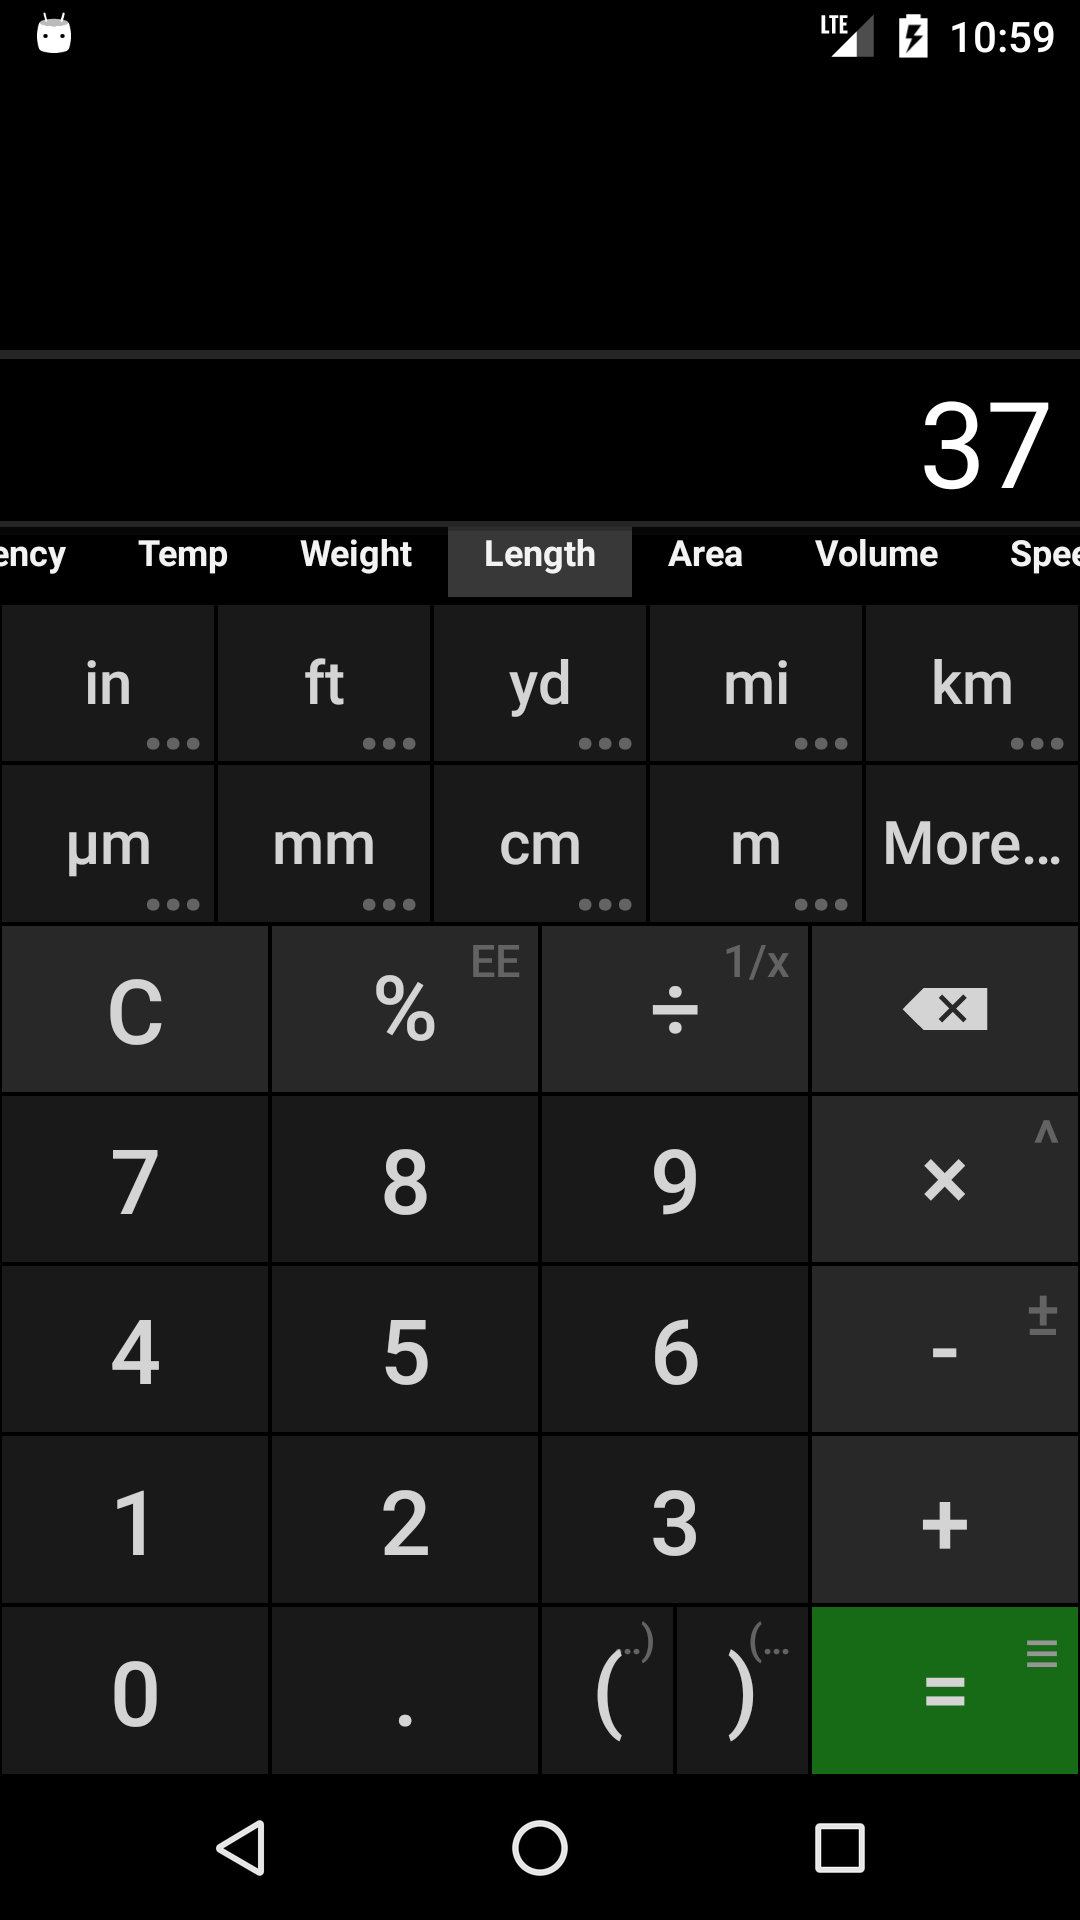 LTE 10:59
37
ency Temp Weight Length Area Volume Spee
in ft yd mi km
µm mm cm m More...
C % EE ÷ 1/x
7 8 9 × ^
4 5 6 - ±
1 2 3 +
0 . ( ..) ) (... =